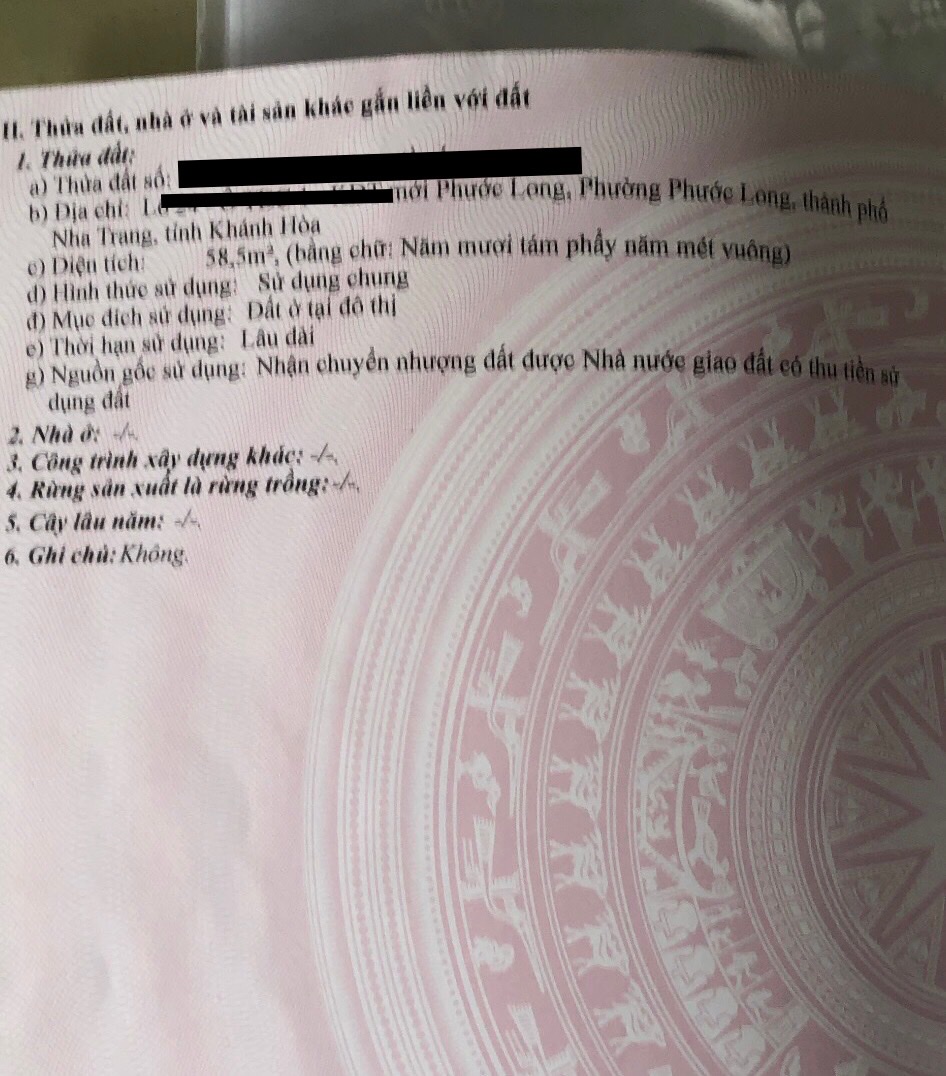 II. Thửa đất, nhà ở và tài sản khác gắn liền với đất
1. Thửa đất:
a) Thửa đất số:
b) Địa chỉ: mới Phước Long, Phường Phước Long, thành phố
Nha Trang, tỉnh Khánh Hòa
c) Diện tích: 58,5m², (bằng chữ: Năm mươi tám phẩy năm mét vuông)
d) Hình thức sử dụng: Sử dụng chung
đ) Mục đích sử dụng: Đất ở tại đô thị
e) Thời hạn sử dụng: Lâu dài
g) Nguồn gốc sử dụng: Nhận chuyển nhượng đất được Nhà nước giao đất có thu tiền sử
dụng đất
2. Nhà ở: -/-.
3. Công trình xây dựng khác: -/-.
4. Rừng sản xuất là rừng trồng: -/-.
5. Cây lâu năm: -/-.
6. Ghi chú: Không.